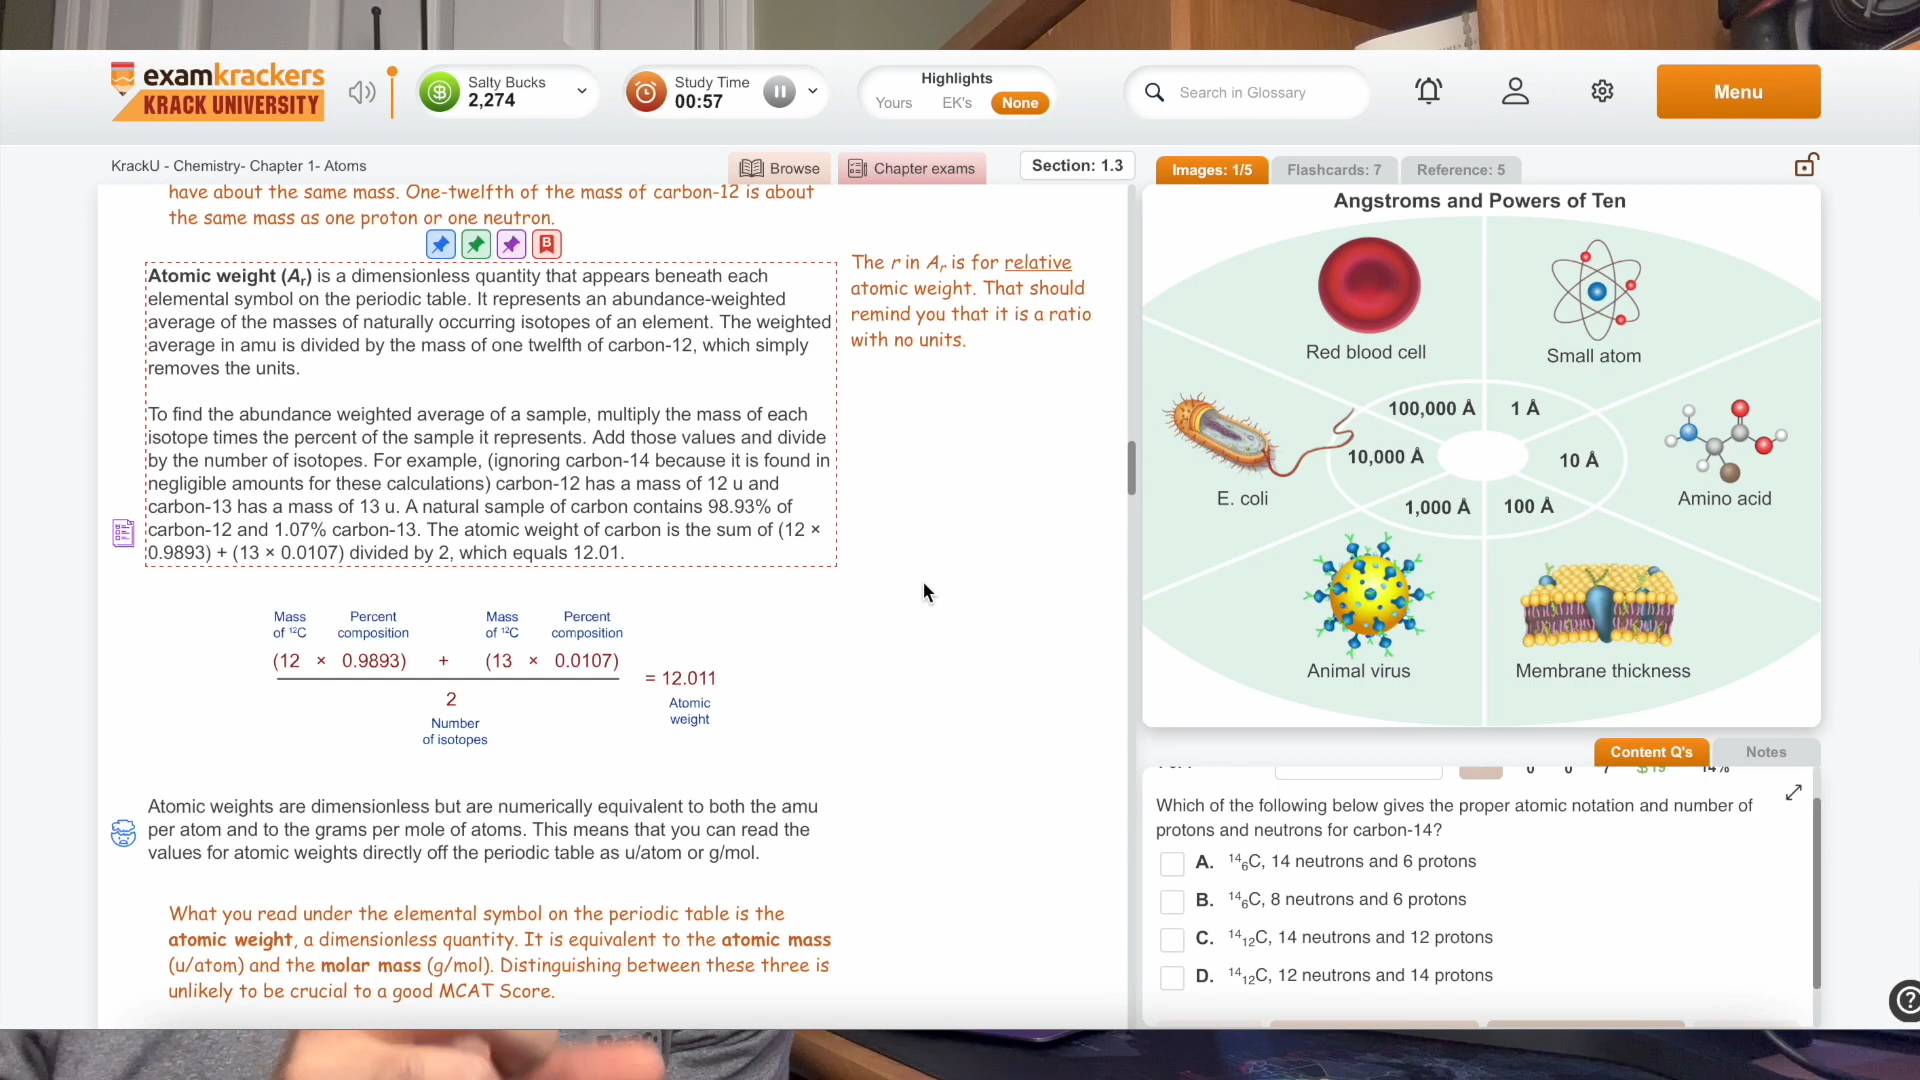 examkrackers
KRACK UNIVERSITY
Salty Bucks
2,274
Study Time
00:57
Highlights
Yours EK's None
Search in Glossary
Menu
KrackU - Chemistry- Chapter 1- Atoms
Browse
Chapter exams
Section: 1.3
have about the same mass. One-twelfth of the mass of carbon-12 is about
the same mass as one proton or one neutron.
B
Atomic weight (Ar) is a dimensionless quantity that appears beneath each
elemental symbol on the periodic table. It represents an abundance-weighted
average of the masses of naturally occurring isotopes of an element. The weighted
average in amu is divided by the mass of one twelfth of carbon-12, which simply
removes the units.
To find the abundance weighted average of a sample, multiply the mass of each
isotope times the percent of the sample it represents. Add those values and divide
by the number of isotopes. For example, (ignoring carbon-14 because it is found in
negligible amounts for these calculations) carbon-12 has a mass of 12 u and
carbon-13 has a mass of 13 u. A natural sample of carbon contains 98.93% of
carbon-12 and 1.07% carbon-13. The atomic weight of carbon is the sum of (12 ×
0.9893) + (13 × 0.0107) divided by 2, which equals 12.01.
The r in Ar is for relative
atomic weight. That should
remind you that it is a ratio
with no units.
Mass Percent Mass Percent
of ¹²C composition of ¹²C composition
(12 × 0.9893) + (13 × 0.0107)
= 12.011
2
Number
of isotopes
Atomic
weight
Atomic weights are dimensionless but are numerically equivalent to both the amu
per atom and to the grams per mole of atoms. This means that you can read the
values for atomic weights directly off the periodic table as u/atom or g/mol.
What you read under the elemental symbol on the periodic table is the
atomic weight, a dimensionless quantity. It is equivalent to the atomic mass
(u/atom) and the molar mass (g/mol). Distinguishing between these three is
unlikely to be crucial to a good MCAT Score.
Images: 1/5
Flashcards: 7
Reference: 5
Angstroms and Powers of Ten
Red blood cell
Small atom
100,000 Å
1 Å
10,000 Å
10 Å
E. coli
Amino acid
1,000 Å
100 Å
Animal virus
Membrane thickness
Content Q's
Notes
Which of the following below gives the proper atomic notation and number of
protons and neutrons for carbon-14?
A. ¹⁴₆C, 14 neutrons and 6 protons
B. ¹⁴₆C, 8 neutrons and 6 protons
C. ¹⁴₁₂C, 14 neutrons and 12 protons
D. ¹⁴₁₂C, 12 neutrons and 14 protons
?